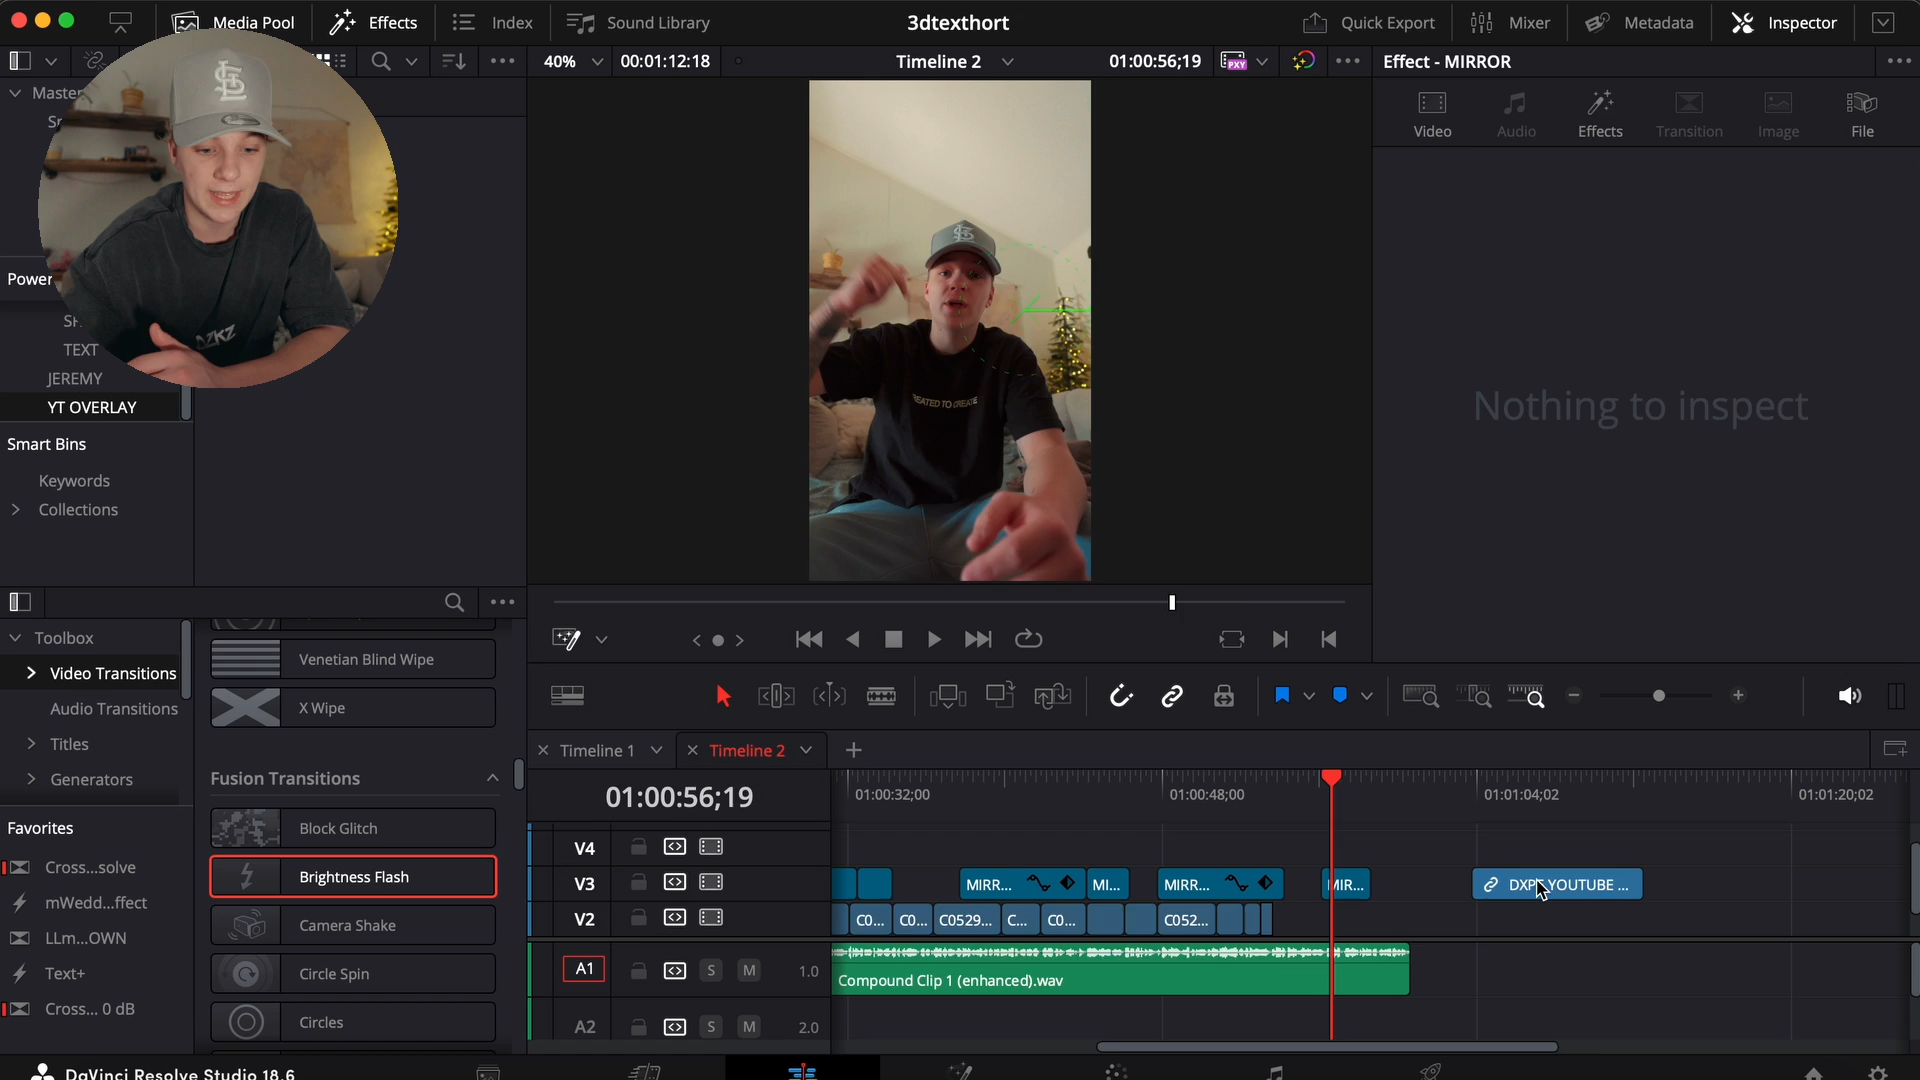 Media Pool
Effects
Index
Sound Library
3dtexthort
Quick Export
Mixer
Metadata
Inspector
40%
00:01:12:18
Timeline 2
01:00:56;19
PXY
Effect - MIRROR
Master
Video
Audio
Effects
Transition
Image
File
Power
TEXT
JEREMY
YT OVERLAY
Smart Bins
Keywords
Collections
Nothing to inspect
Toolbox
Video Transitions
Audio Transitions
Titles
Generators
Venetian Blind Wipe
X Wipe
Fusion Transitions
Block Glitch
Brightness Flash
Camera Shake
Circle Spin
Circles
Favorites
Cross...solve
mWedd...ffect
LLm...OWN
Text+
Cross... 0 dB
Timeline 1
Timeline 2
01:00:56;19
01:00:32;00
01:00:48;00
01:01:04;02
01:01:20;02
V4
V3
MIRR...
MI...
MIRR...
MIR...
YOUTUBE ...
V2
C0...
C0...
C0529...
C...
C0...
C052...
A1
S
M
1.0
Compound Clip 1 (enhanced).wav
A2
S
M
2.0
DaVinci Resolve Studio 18.6